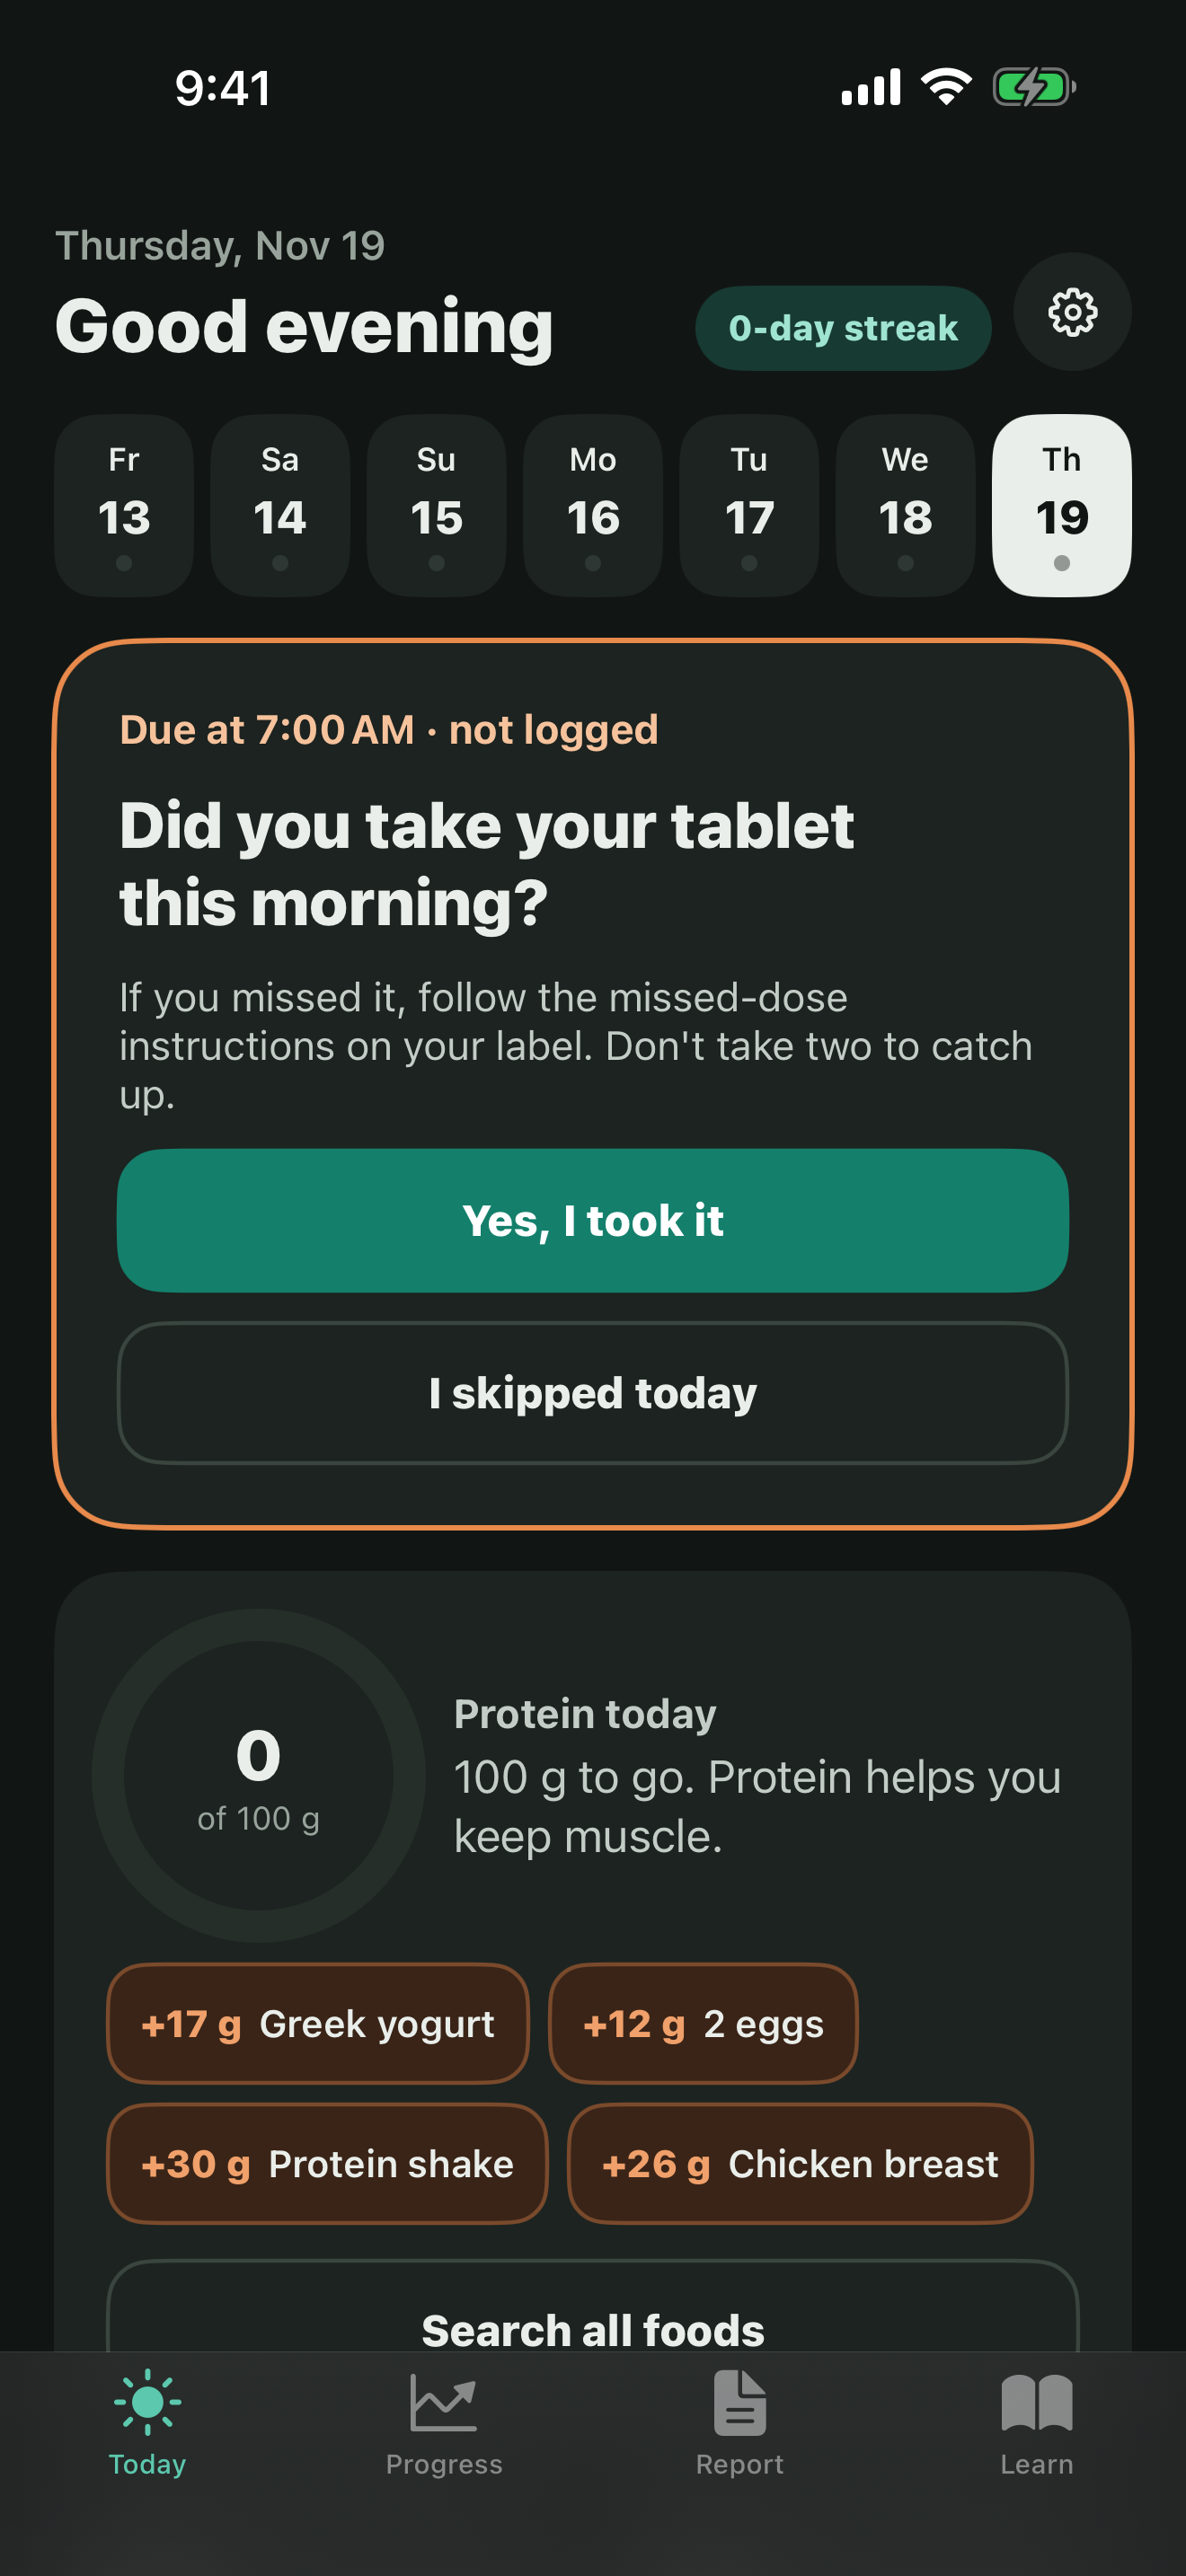 9:41
Thursday, Nov 19
Good evening
0-day streak
Fr
13
Sa
14
Su
15
Mo
16
Tu
17
We
18
Th
19
Due at 7:00 AM · not logged
Did you take your tablet
this morning?
If you missed it, follow the missed-dose
instructions on your label. Don't take two to catch
up.
Yes, I took it
I skipped today
0
of 100 g
Protein today
100 g to go. Protein helps you
keep muscle.
+17 g Greek yogurt
+12 g 2 eggs
+30 g Protein shake
+26 g Chicken breast
Search all foods
Today
Progress
Report
Learn